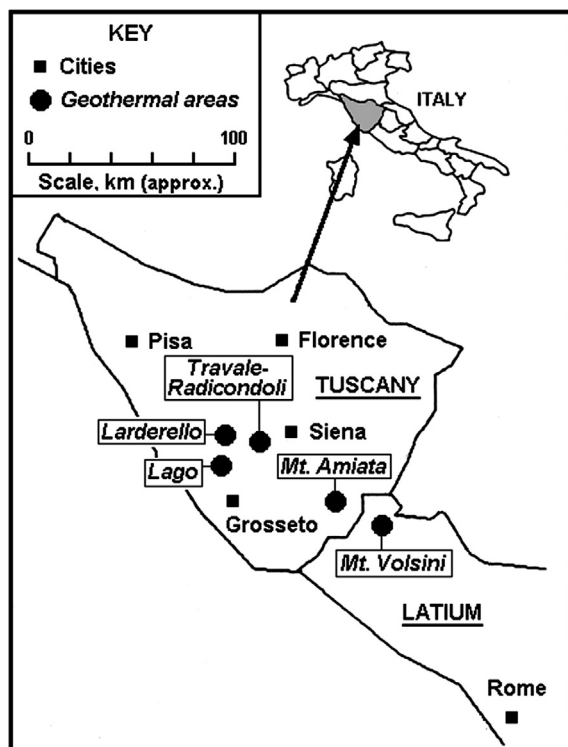 KEY
Cities
Geothermal areas
0 100
Scale, km (approx.)
ITALY
Pisa
Florence
Travale-
Radicondoli
TUSCANY
Larderello
Siena
Lago
Mt. Amiata
Grosseto
Mt. Volsini
LATIUM
Rome